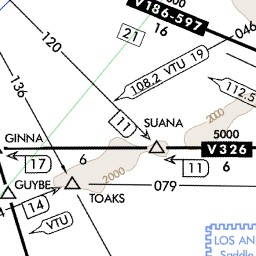 V186-597
16
046
120
21
108.2 VTU 19
136
112.5
2000
11
SUANA
5000
V326
GINNA
6
17
11
6
GUYBE
2000
079
TOAKS
14
VTU
LOS AN
Saddle